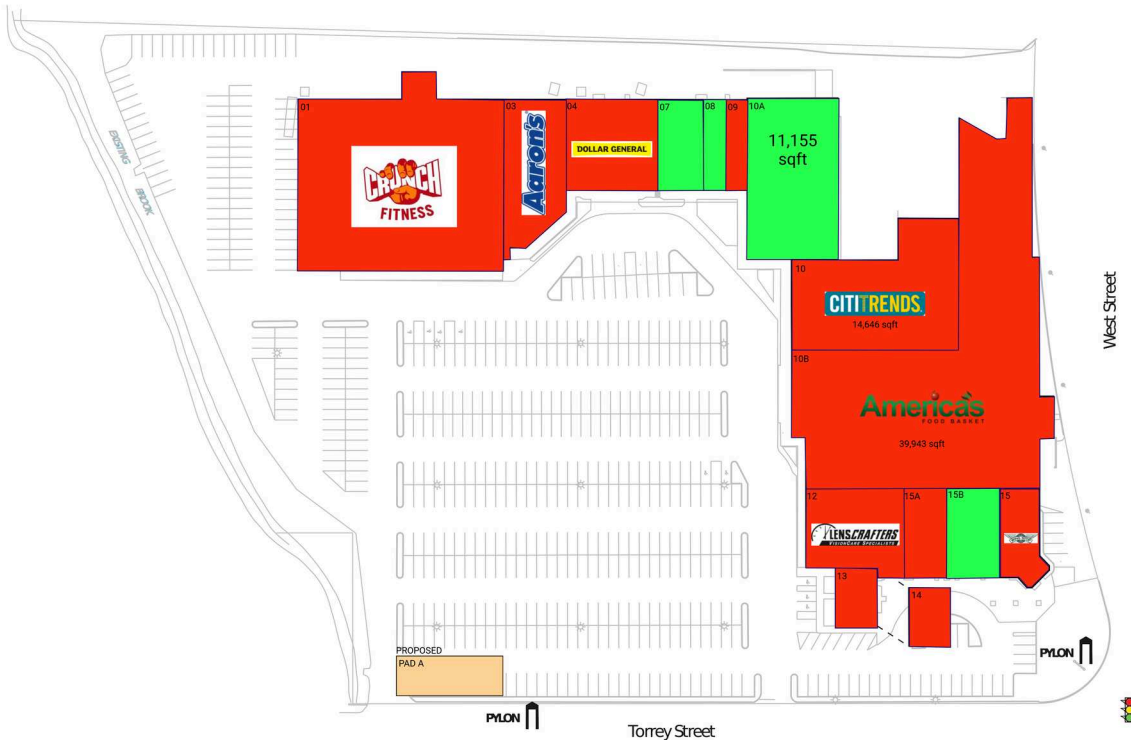 01
03
04
07
08
09
10A
11,155
sqft
CRUNCH
FITNESS
Aaron's
DOLLAR GENERAL
EXISTING
BROOK
10
CITITRENDS
14,646 sqft
West Street
10B
America's
FOOD BASKET
39,943 sqft
12
15A
15B
15
LENSCRAFTERS
VISIONCARE SPECIALISTS
13
14
PROPOSED
PAD A
PYLON
PYLON
Torrey Street